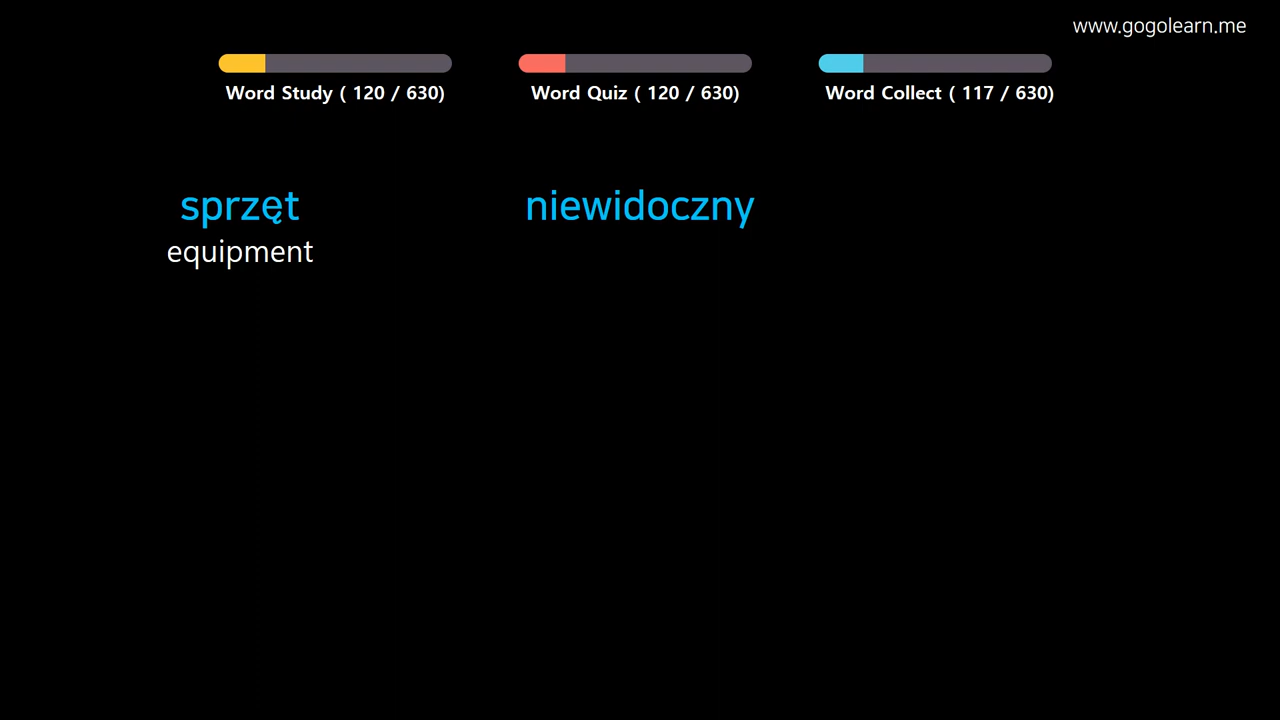 www.gogolearn.me
Word Study ( 120 / 630)
Word Quiz ( 120 / 630)
Word Collect ( 117 / 630)
sprzęt
equipment
niewidoczny